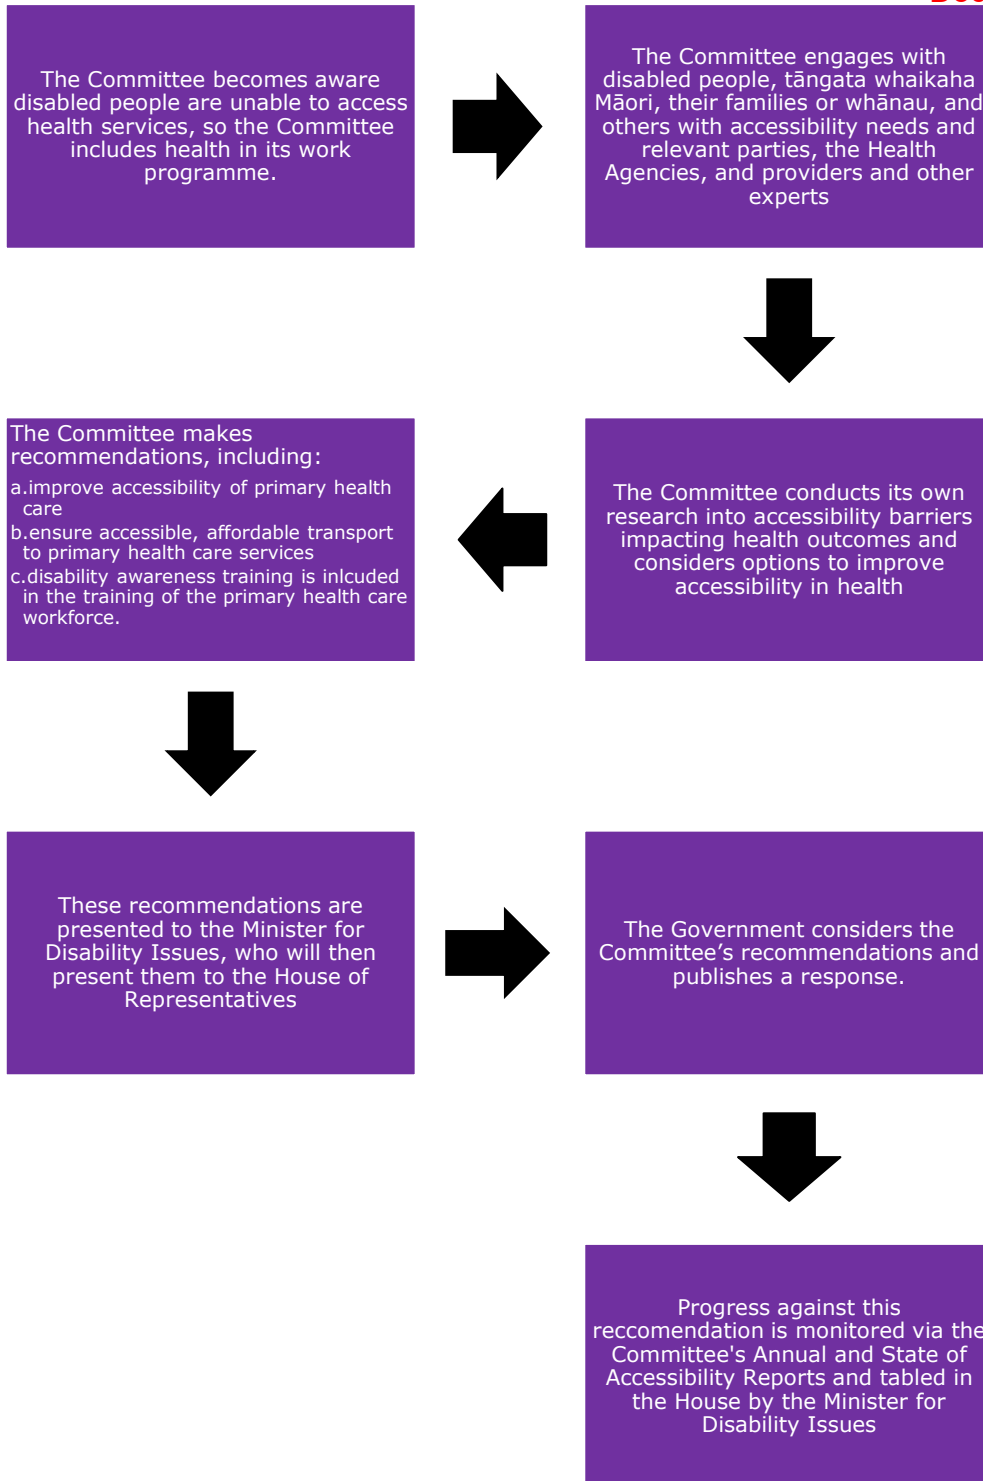 The Committee becomes aware
disabled people are unable to access
health services, so the Committee
includes health in its work
programme.
The Committee engages with
disabled people, tāngata whaikaha
Māori, their families or whānau, and
others with accessibility needs and
relevant parties, the Health
Agencies, and providers and other
experts
The Committee conducts its own
research into accessibility barriers
impacting health outcomes and
considers options to improve
accessibility in health
The Committee makes
recommendations, including:
a.improve accessibility of primary health
care
b.ensure accessible, affordable transport
to primary health care services
c.disability awareness training is inlcuded
in the training of the primary health care
workforce.
These recommendations are
presented to the Minister for
Disability Issues, who will then
present them to the House of
Representatives
The Government considers the
Committee’s recommendations and
publishes a response.
Progress against this
reccomendation is monitored via the
Committee's Annual and State of
Accessibility Reports and tabled in
the House by the Minister for
Disability Issues